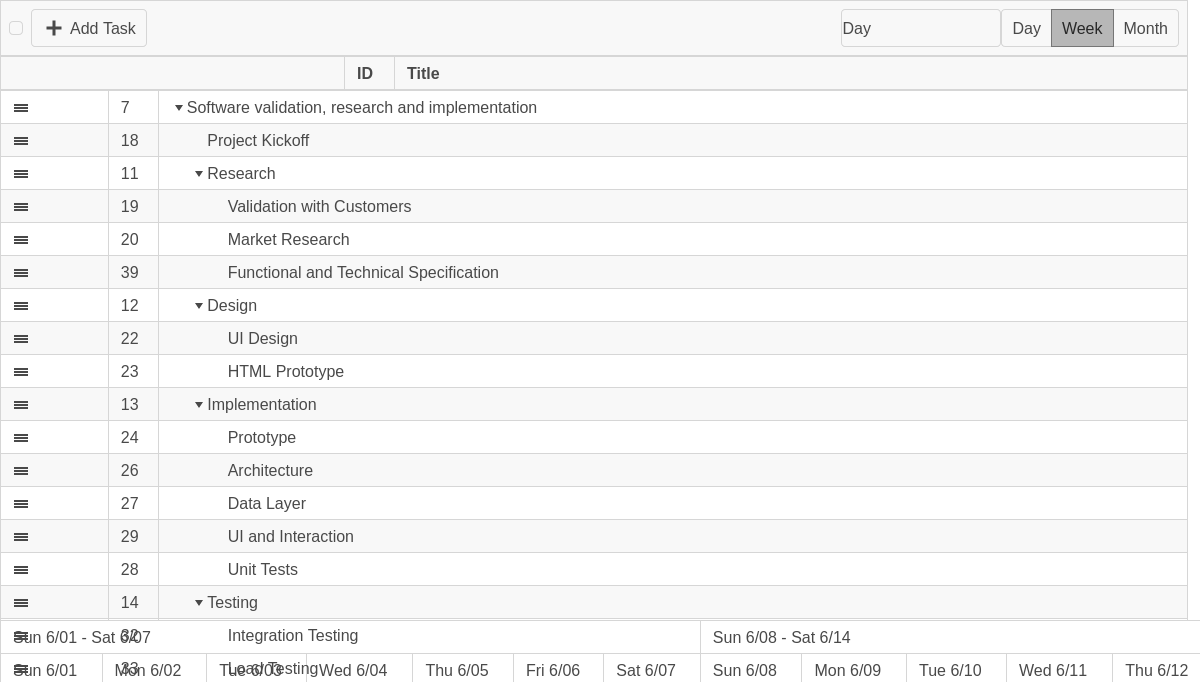 Add Task Day Day Week Month
ID Title
7 Software validation, research and implementation
18 Project Kickoff
11 Research
19 Validation with Customers
20 Market Research
39 Functional and Technical Specification
12 Design
22 UI Design
23 HTML Prototype
13 Implementation
24 Prototype
26 Architecture
27 Data Layer
29 UI and Interaction
28 Unit Tests
14 Testing
32 Integration Testing
Sun 6/01 - Sat 6/07 Sun 6/08 - Sat 6/14
33 Load Testing
Sun 6/01 Mon 6/02 Tue 6/03 Wed 6/04 Thu 6/05 Fri 6/06 Sat 6/07 Sun 6/08 Mon 6/09 Tue 6/10 Wed 6/11 Thu 6/12